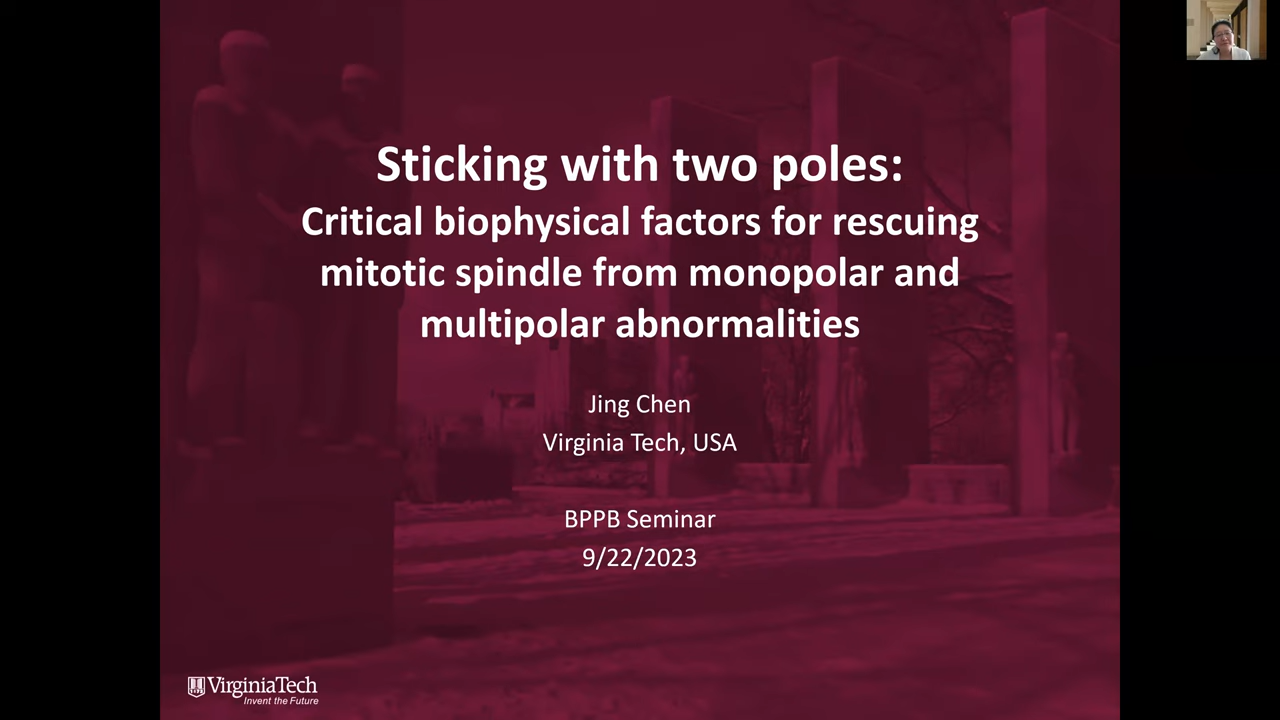 Sticking with two poles:
Critical biophysical factors for rescuing
mitotic spindle from monopolar and
multipolar abnormalities
Jing Chen
Virginia Tech, USA
BPPB Seminar
9/22/2023
VirginiaTech
Invent the Future